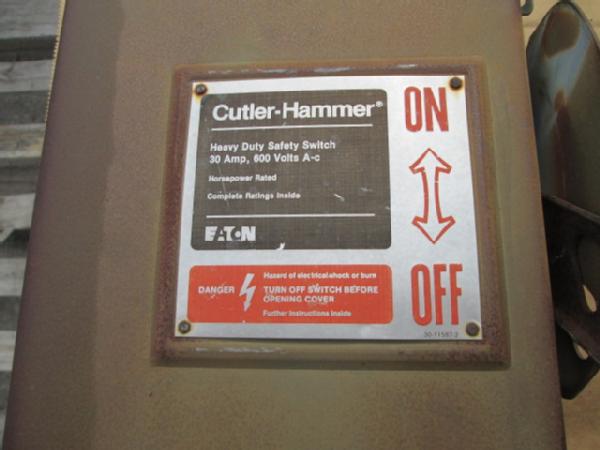 Cutler-Hammer®
Heavy Duty Safety Switch
30 Amp, 600 Volts A-c
Horsepower Rated
Complete Ratings Inside
EATON
ON
OFF
DANGER
Hazard of electrical shock or burn
TURN OFF SWITCH BEFORE
OPENING COVER
Further Instructions Inside